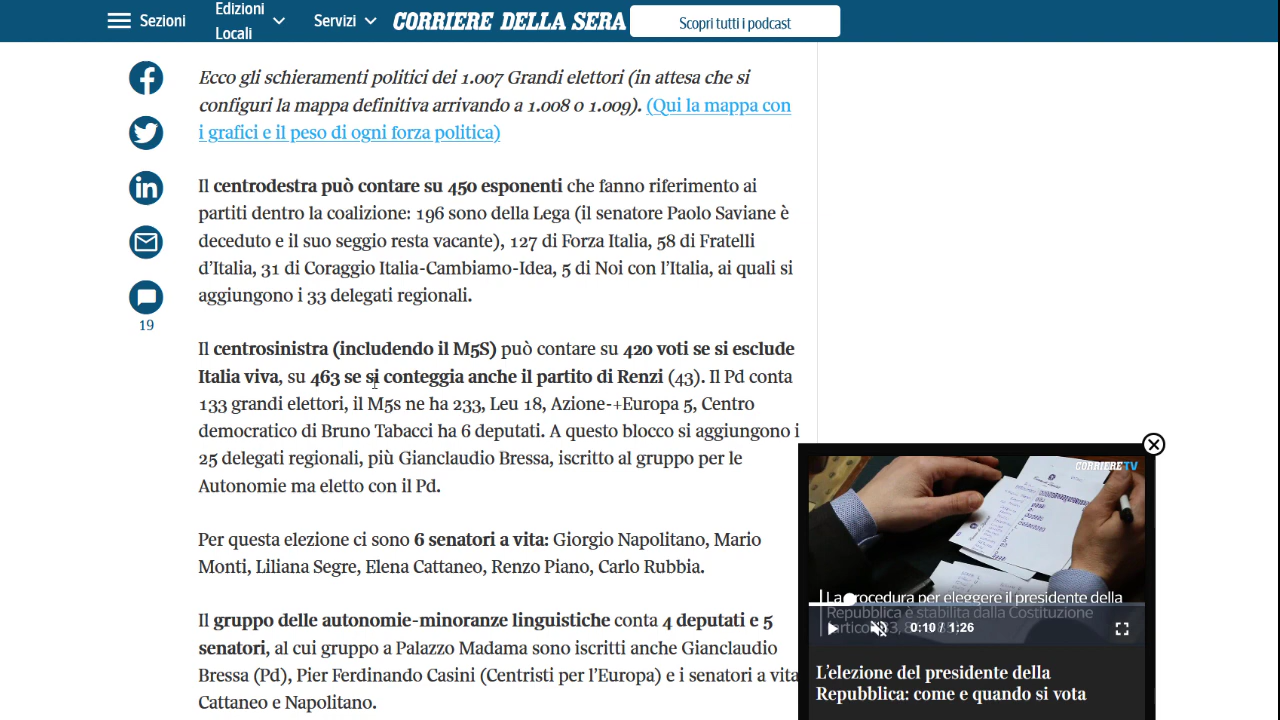 Sezioni
Edizioni
Locali
Servizi
CORRIERE DELLA SERA
Scopri tutti i podcast
Ecco gli schieramenti politici dei 1.007 Grandi elettori (in attesa che si
configuri la mappa definitiva arrivando a 1.008 o 1.009). (Qui la mappa con
i grafici e il peso di ogni forza politica)
Il centrodestra può contare su 450 esponenti che fanno riferimento ai
partiti dentro la coalizione: 196 sono della Lega (il senatore Paolo Saviane è
deceduto e il suo seggio resta vacante), 127 di Forza Italia, 58 di Fratelli
d'Italia, 31 di Coraggio Italia-Cambiamo-Idea, 5 di Noi con l'Italia, ai quali si
aggiungono i 33 delegati regionali.
19
Il centrosinistra (includendo il M5S) può contare su 420 voti se si esclude
Italia viva, su 463 se si conteggia anche il partito di Renzi (43). Il Pd conta
133 grandi elettori, il M5s ne ha 233, Leu 18, Azione-+Europa 5, Centro
democratico di Bruno Tabacci ha 6 deputati. A questo blocco si aggiungono i
25 delegati regionali, più Gianclaudio Bressa, iscritto al gruppo per le
Autonomie ma eletto con il Pd.
Per questa elezione ci sono 6 senatori a vita: Giorgio Napolitano, Mario
Monti, Liliana Segre, Elena Cattaneo, Renzo Piano, Carlo Rubbia.
Il gruppo delle autonomie-minoranze linguistiche conta 4 deputati e 5
senatori, al cui gruppo a Palazzo Madama sono iscritti anche Gianclaudio
Bressa (Pd), Pier Ferdinando Casini (Centristi per l'Europa) e i senatori a vita
Cattaneo e Napolitano.
CORRIERE TV
La procedura per eleggere il presidente della
Repubblica è stabilita dalla Costituzione
0:10 / 1:26
L'elezione del presidente della
Repubblica: come e quando si vota